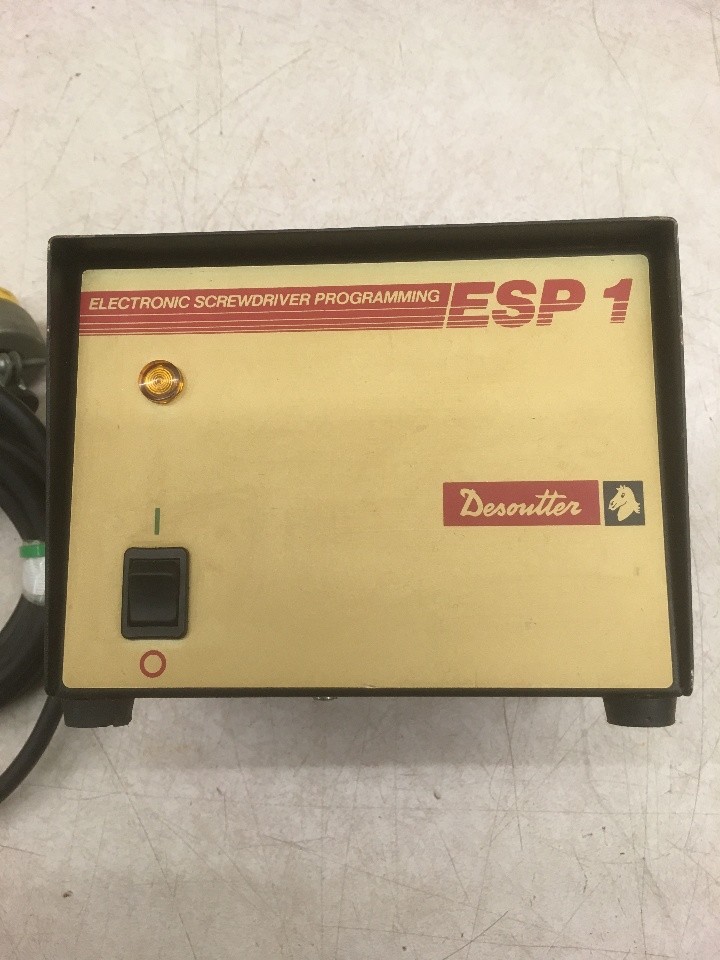 ELECTRONIC SCREWDRIVER PROGRAMMING ESP 1
Desoutter
I
O